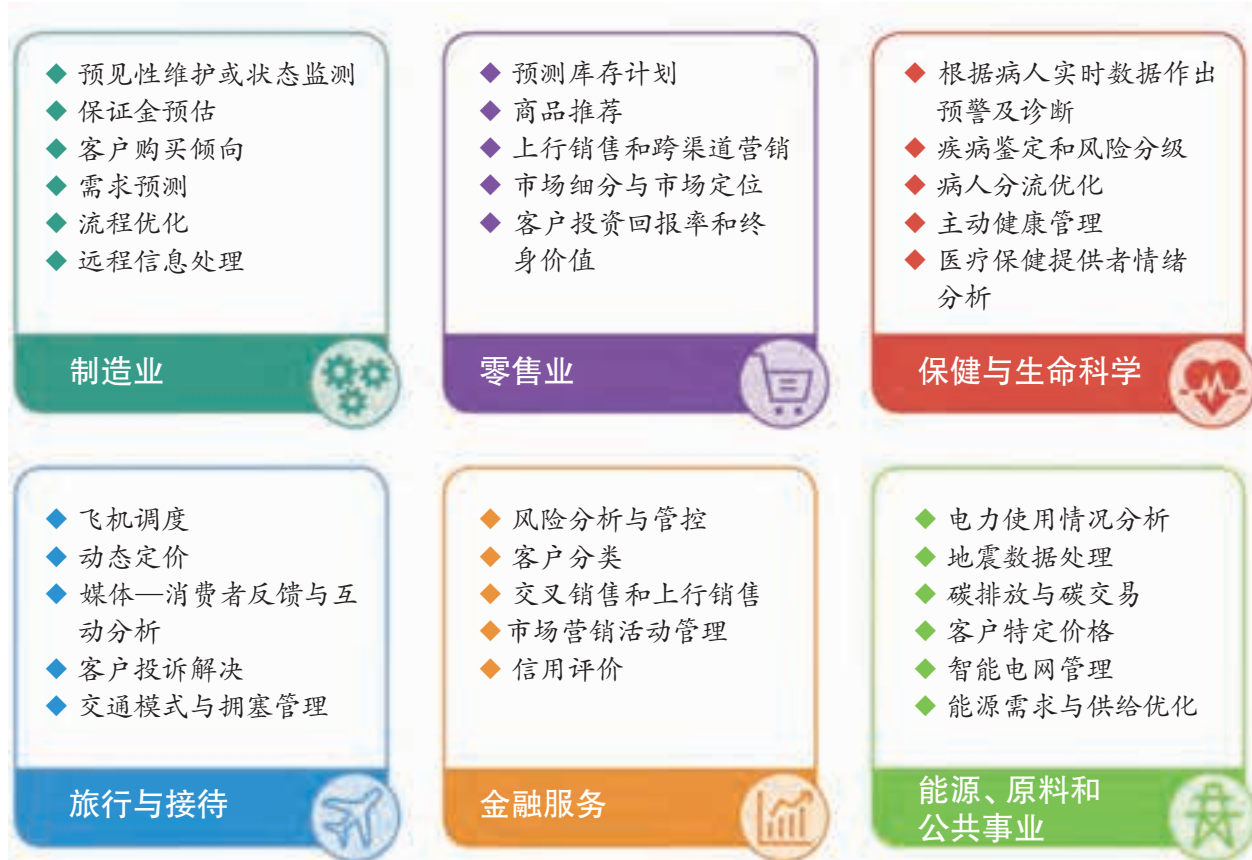 预见性维护或状态监测
保证金预估
客户购买倾向
需求预测
流程优化
远程信息处理
制造业
预测库存计划
商品推荐
上行销售和跨渠道营销
市场细分与市场定位
客户投资回报率和终
身价值
零售业
根据病人实时数据作出
预警及诊断
疾病鉴定和风险分级
病人分流优化
主动健康管理
医疗保健提供者情绪
分析
保健与生命科学
飞机调度
动态定价
媒体—消费者反馈与互
动分析
客户投诉解决
交通模式与拥塞管理
旅行与接待
风险分析与管控
客户分类
交叉销售和上行销售
市场营销活动管理
信用评价
金融服务
电力使用情况分析
地震数据处理
碳排放与碳交易
客户特定价格
智能电网管理
能源需求与供给优化
能源、原料和
公共事业